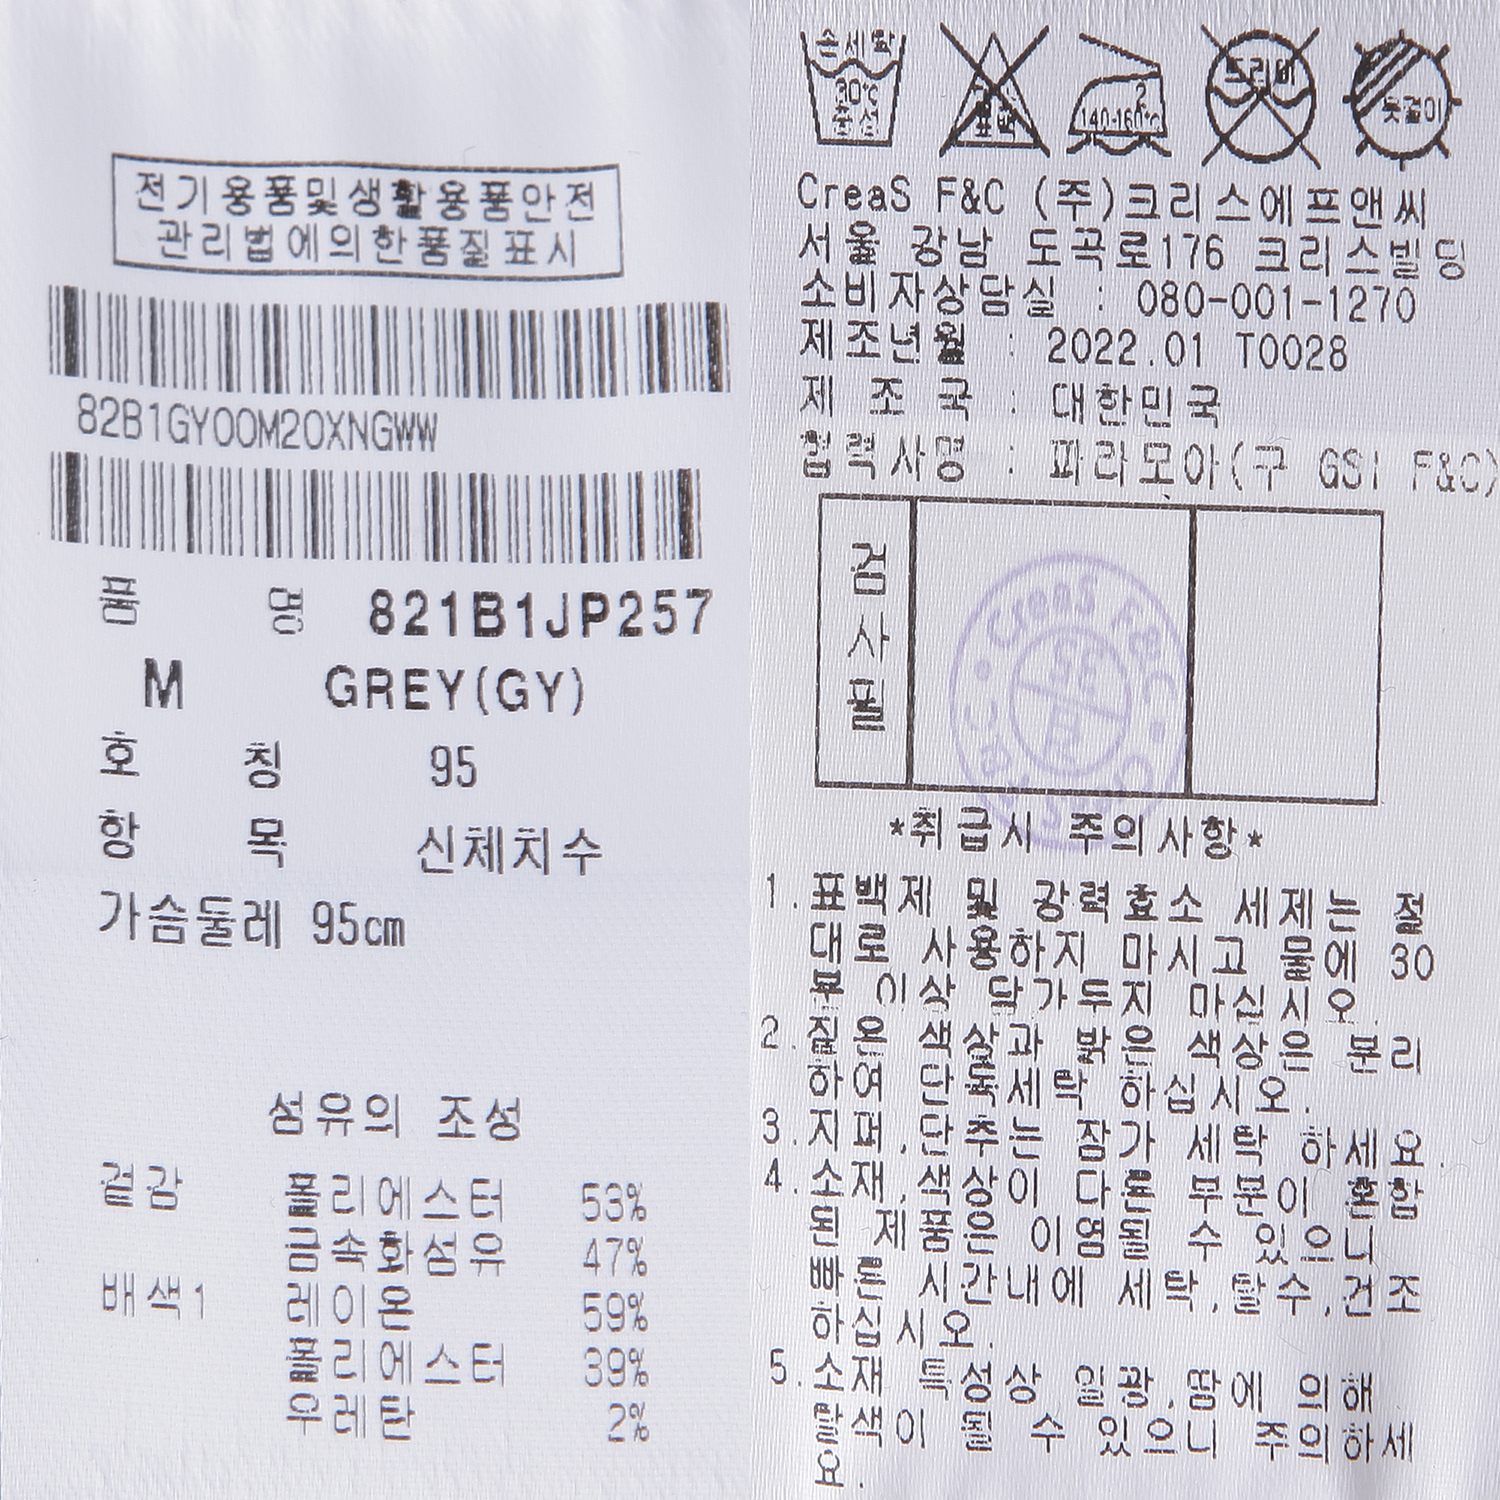 전기용품및생활용품안전
관리법에의한품질표시
82B1GY00M20XNGWW
품 명 821B1JP257
M GREY(GY)
호 칭 95
항 목 신체치수
가슴둘레 95cm
섬유의 조성
겉감 폴리에스터 53%
금속화섬유 47%
배색1 레이온 59%
폴리에스터 39%
우레탄 2%
손세탁
30℃
중성
표백
2
140-160℃
드라이
옷걸이
CreaS F&C (주)크리스에프앤씨
서울 강남 도곡로176 크리스빌딩
소비자상담실 : 080-001-1270
제조년월 : 2022.01 T0028
제 조 국 : 대한민국
협력사명 : 파라모아(구 GSI F&C)
검사필
CreaS F&C
*취급시 주의사항*
1.표백제 및 강력효소 세제는 절
대로 사용하지 마시고 물에 30
분 이상 담가두지 마십시오.
2.짙은 색상과 밝은 색상은 분리
하여 단독세탁 하십시오.
3.지퍼,단추는 잠가 세탁 하세요.
4.소재,색상이 다른 부분이 혼합
된 제품은 이염될 수 있으니
빠른 시간내에 세탁,탈수,건조
하십시오.
5.소재 특성상 일광,땀에 의해
탈색이 될 수 있으니 주의하세
요.